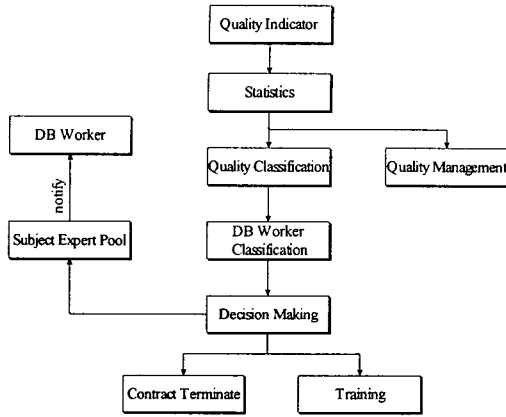 Quality Indicator
Statistics
DB Worker
Quality Classification
Quality Management
notify
Subject Expert Pool
DB Worker
Classification
Decision Making
Contract Terminate
Training